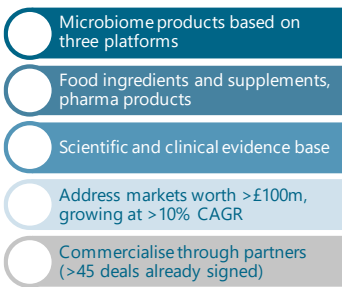 Microbiome products based on
three platforms
Food ingredients and supplements,
pharma products
Scientific and clinical evidence base
Address markets worth >£100m,
growing at >10% CAGR
Commercialise through partners
(>45 deals already signed)